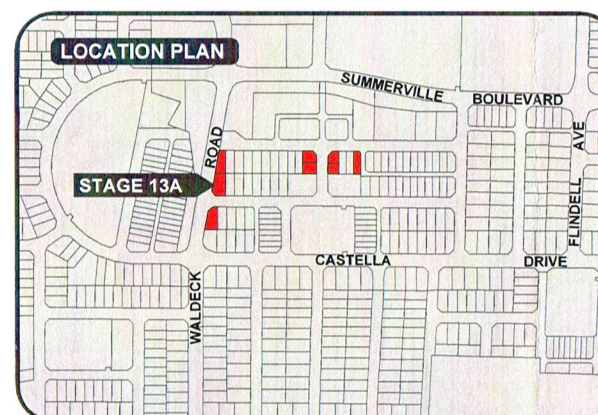 LOCATION PLAN
SUMMERVILLE
BOULEVARD
ROAD
AVE
STAGE 13A
FLINDELL
CASTELLA
DRIVE
WALDECK